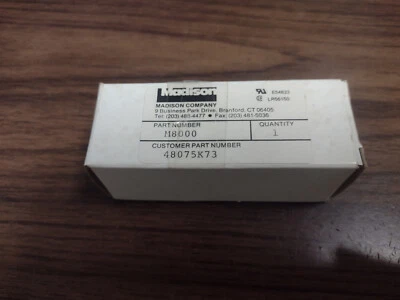 Madison
MADISON COMPANY
9 Business Park Drive, Branford, CT 06405
Tel: (203) 481-4477 • Fax: (203) 481-5036
PART NUMBER
QUANTITY
M8000
1
CUSTOMER PART NUMBER
48075K73